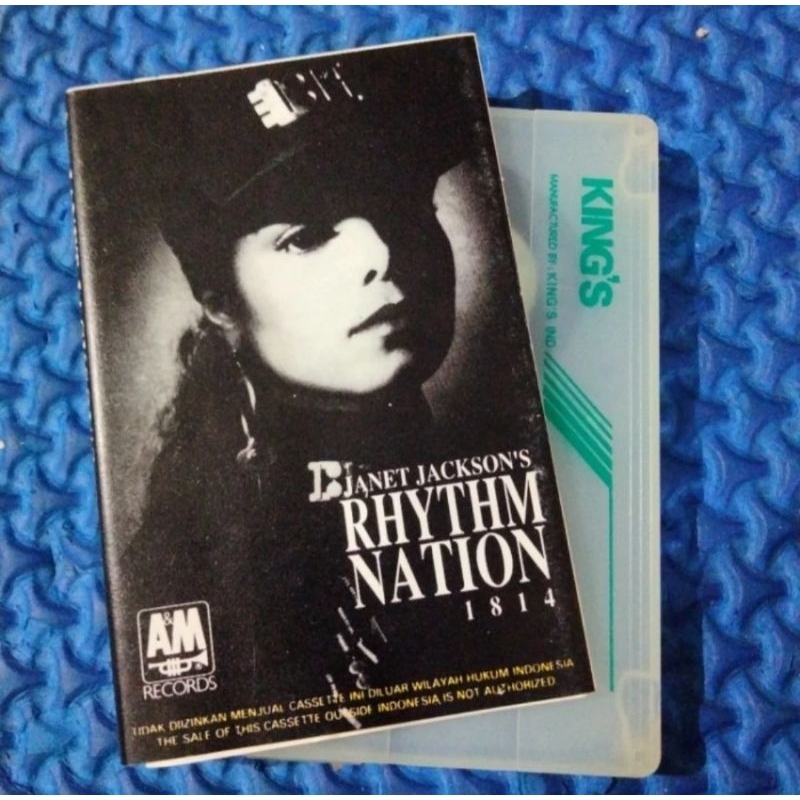 JANET JACKSON'S
RHYTHM
NATION
1814
A&M
RECORDS
TIDAK DIIZINKAN MENJUAL CASSETTE INI DILUAR WILAYAH HUKUM INDONESIA
THE SALE OF THIS CASSETTE OUTSIDE INDONESIA IS NOT AUTHORIZED
KING'S
MANUFACTURED BY : KING'S IND